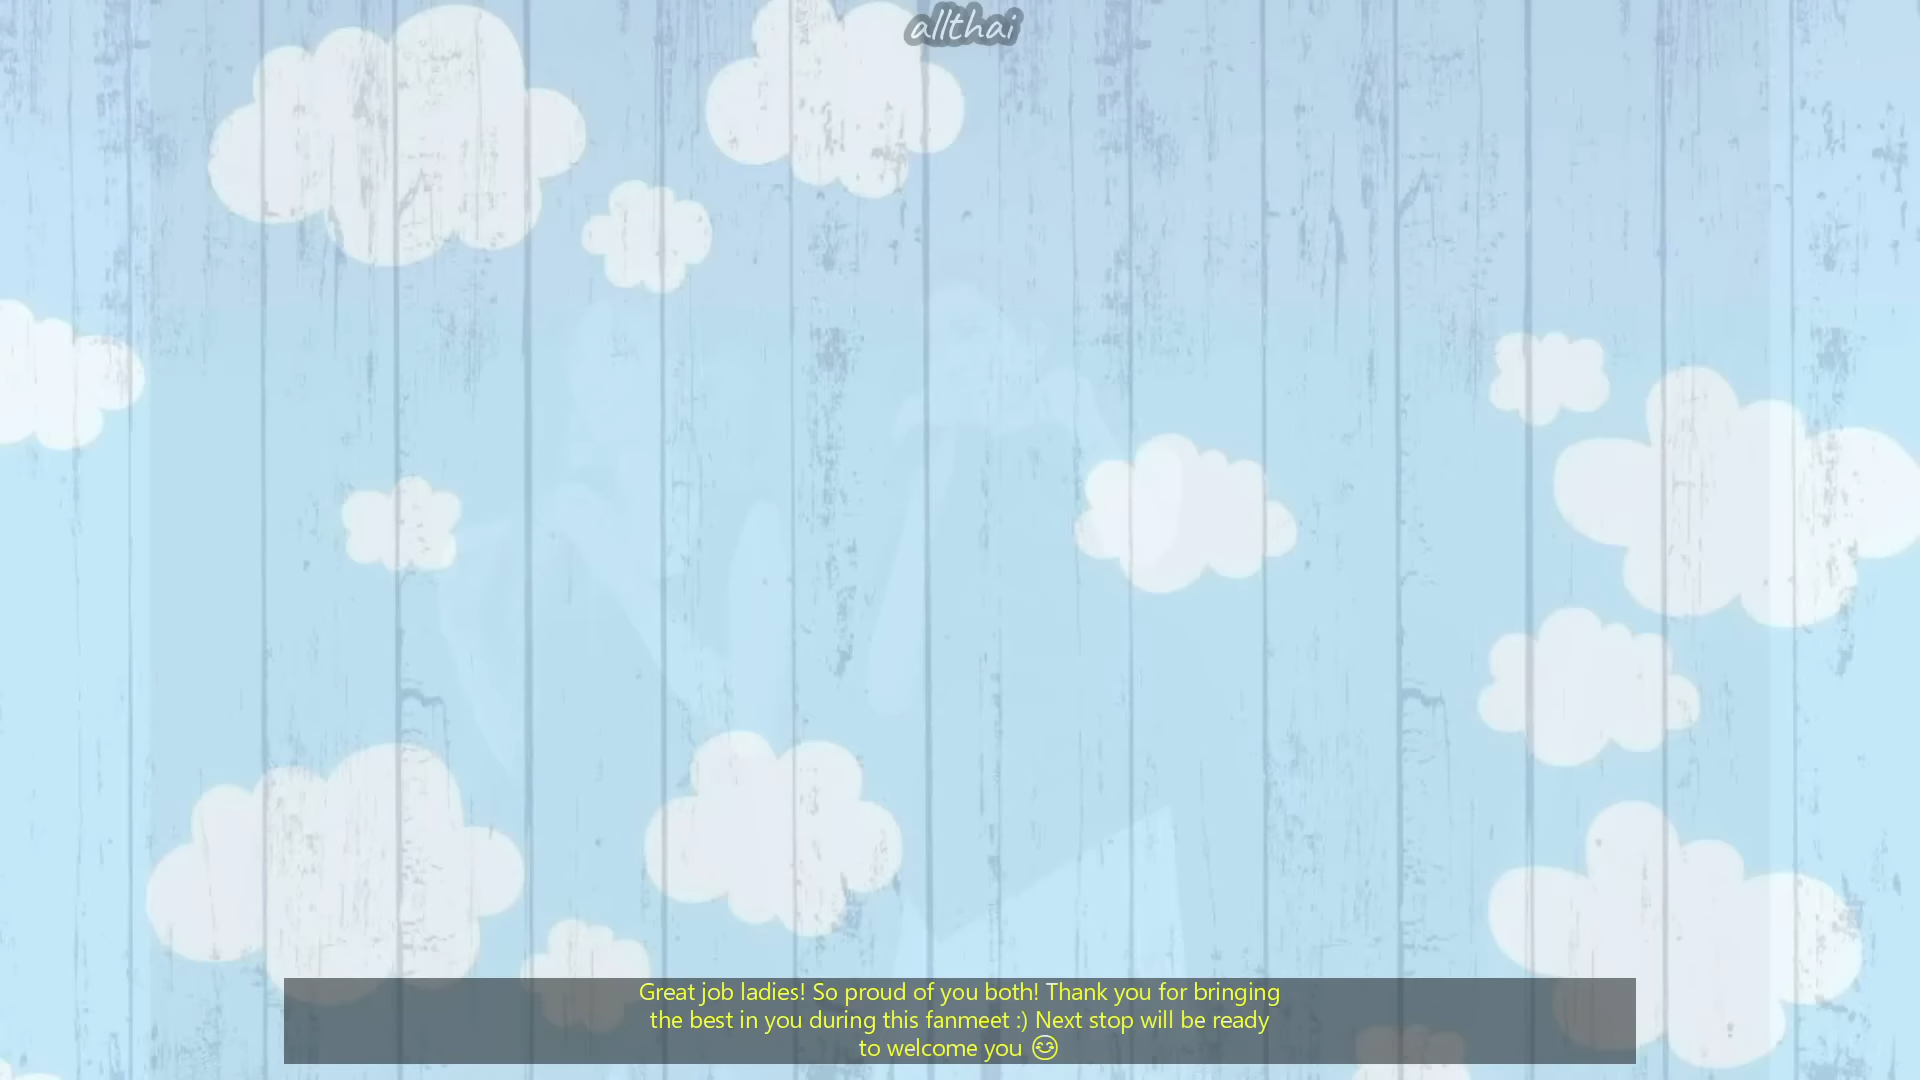 allthai
Great job ladies! So proud of you both! Thank you for bringing
the best in you during this fanmeet :) Next stop will be ready
to welcome you 😊